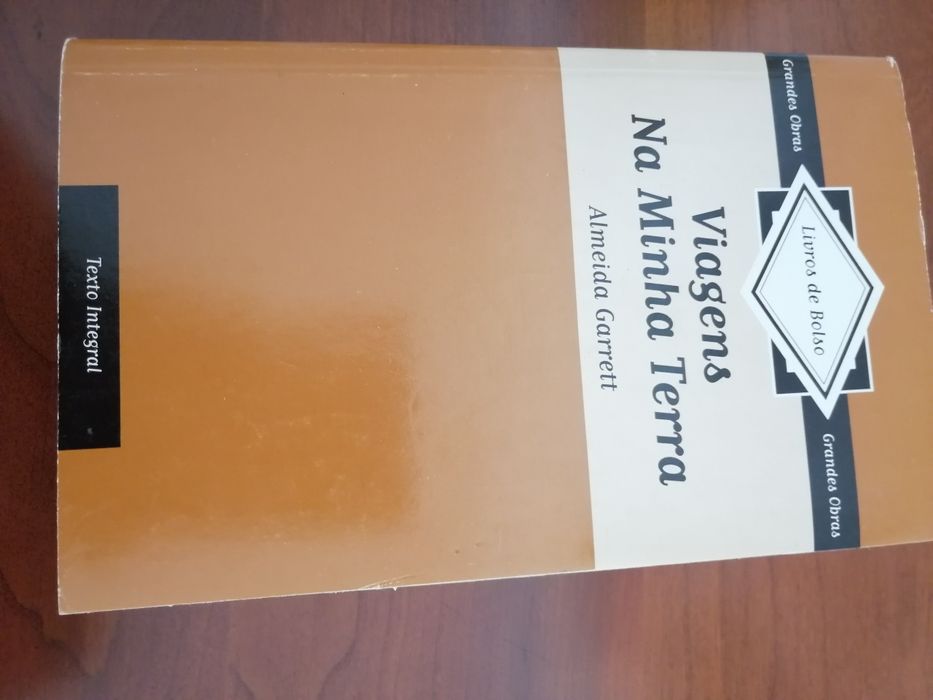 Grandes Obras
Livros de Bolso
Grandes Obras
Viagens
Na Minha Terra
Almeida Garrett
Texto Integral